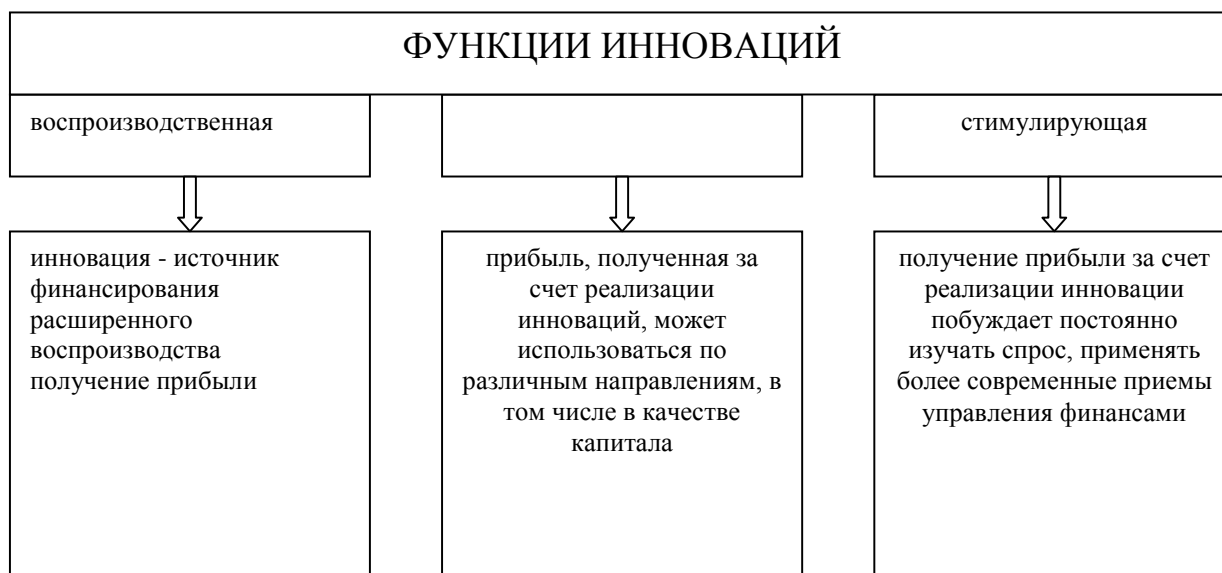 ФУНКЦИИ ИННОВАЦИЙ
воспроизводственная
стимулирующая
инновация - источник
финансирования
расширенного
воспроизводства
получение прибыли
прибыль, полученная за
счет реализации
инноваций, может
использоваться по
различным направлениям, в
том числе в качестве
капитала
получение прибыли за счет
реализации инновации
побуждает постоянно
изучать спрос, применять
более современные приемы
управления финансами